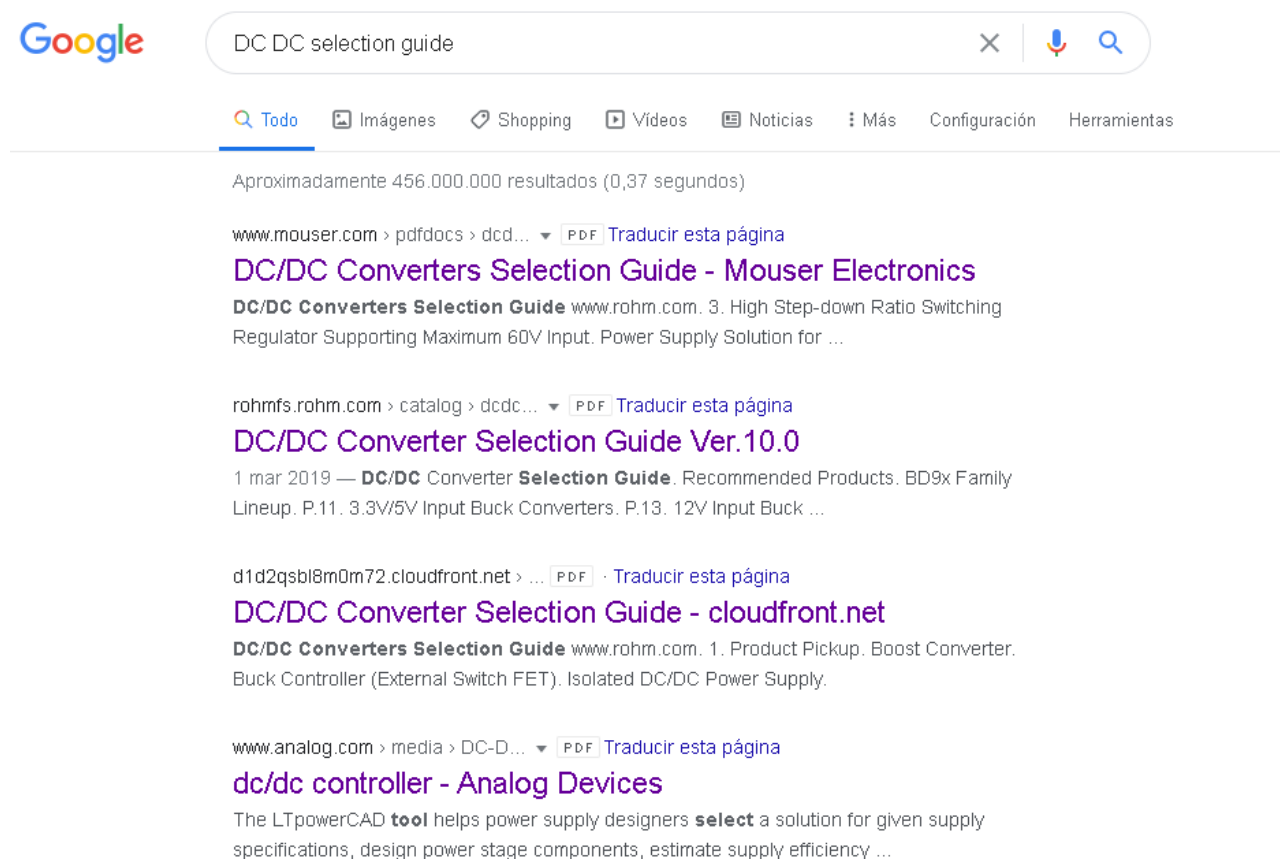 Google
DC DC selection guide
Todo Imágenes Shopping Vídeos Noticias Más Configuración Herramientas
Aproximadamente 456.000.000 resultados (0,37 segundos)
www.mouser.com › pdfdocs › dcd... PDF Traducir esta página
DC/DC Converters Selection Guide - Mouser Electronics
DC/DC Converters Selection Guide www.rohm.com. 3. High Step-down Ratio Switching
Regulator Supporting Maximum 60V Input. Power Supply Solution for ...
rohmfs.rohm.com › catalog › dcdc... PDF Traducir esta página
DC/DC Converter Selection Guide Ver.10.0
1 mar 2019 — DC/DC Converter Selection Guide. Recommended Products. BD9x Family
Lineup. P.11. 3.3V/5V Input Buck Converters. P.13. 12V Input Buck ...
d1d2qsbl8m0m72.cloudfront.net › ... PDF · Traducir esta página
DC/DC Converter Selection Guide - cloudfront.net
DC/DC Converters Selection Guide www.rohm.com. 1. Product Pickup. Boost Converter.
Buck Controller (External Switch FET). Isolated DC/DC Power Supply.
www.analog.com › media › DC-D... PDF Traducir esta página
dc/dc controller - Analog Devices
The LTpowerCAD tool helps power supply designers select a solution for given supply
specifications, design power stage components, estimate supply efficiency ...